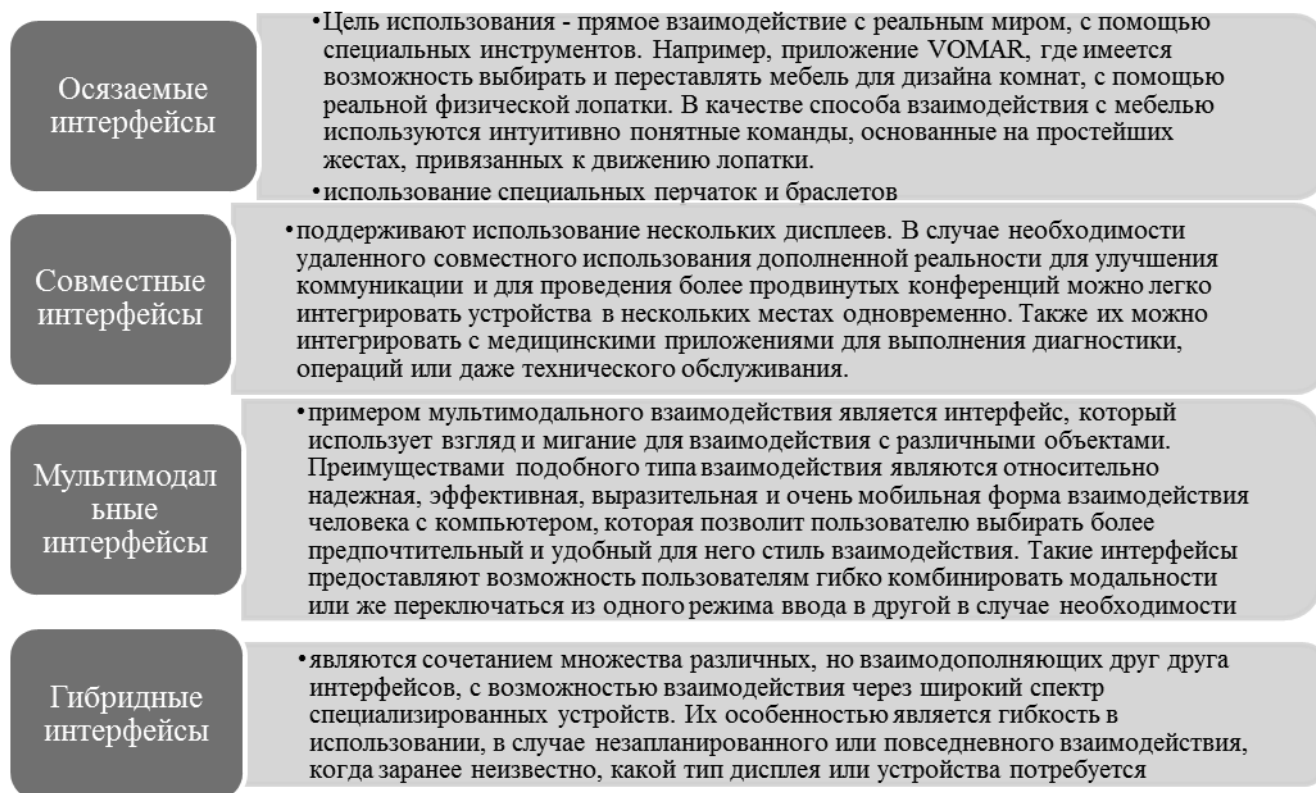 Осязаемые
интерфейсы
•Цель использования - прямое взаимодействие с реальным миром, с помощью
специальных инструментов. Например, приложение VOMAR, где имеется
возможность выбирать и переставлять мебель для дизайна комнат, с помощью
реальной физической лопатки. В качестве способа взаимодействия с мебелью
используются интуитивно понятные команды, основанные на простейших
жестах, привязанных к движению лопатки.
•использование специальных перчаток и браслетов
Совместные
интерфейсы
•поддерживают использование нескольких дисплеев. В случае необходимости
удаленного совместного использования дополненной реальности для улучшения
коммуникации и для проведения более продвинутых конференций можно легко
интегрировать устройства в нескольких местах одновременно. Также их можно
интегрировать с медицинскими приложениями для выполнения диагностики,
операций или даже технического обслуживания.
Мультимодал
ьные
интерфейсы
•примером мультимодального взаимодействия является интерфейс, который
использует взгляд и мигание для взаимодействия с различными объектами.
Преимуществами подобного типа взаимодействия являются относительно
надежная, эффективная, выразительная и очень мобильная форма взаимодействия
человека с компьютером, которая позволит пользователю выбирать более
предпочтительный и удобный для него стиль взаимодействия. Такие интерфейсы
предоставляют возможность пользователям гибко комбинировать модальности
или же переключаться из одного режима ввода в другой в случае необходимости
Гибридные
интерфейсы
•являются сочетанием множества различных, но взаимодополняющих друг друга
интерфейсов, с возможностью взаимодействия через широкий спектр
специализированных устройств. Их особенностью является гибкость в
использовании, в случае незапланированного или повседневного взаимодействия,
когда заранее неизвестно, какой тип дисплея или устройства потребуется